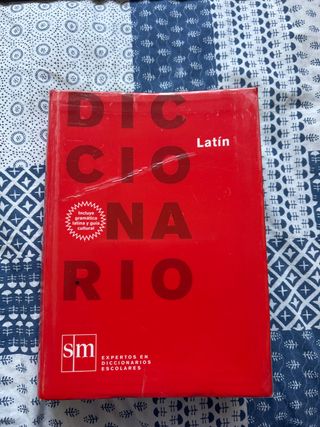 DIC
Latín
CIO
Incluye
gramática
latina y guía
cultural
NA
RIO
sm
EXPERTOS EN
DICCIONARIOS
ESCOLARES